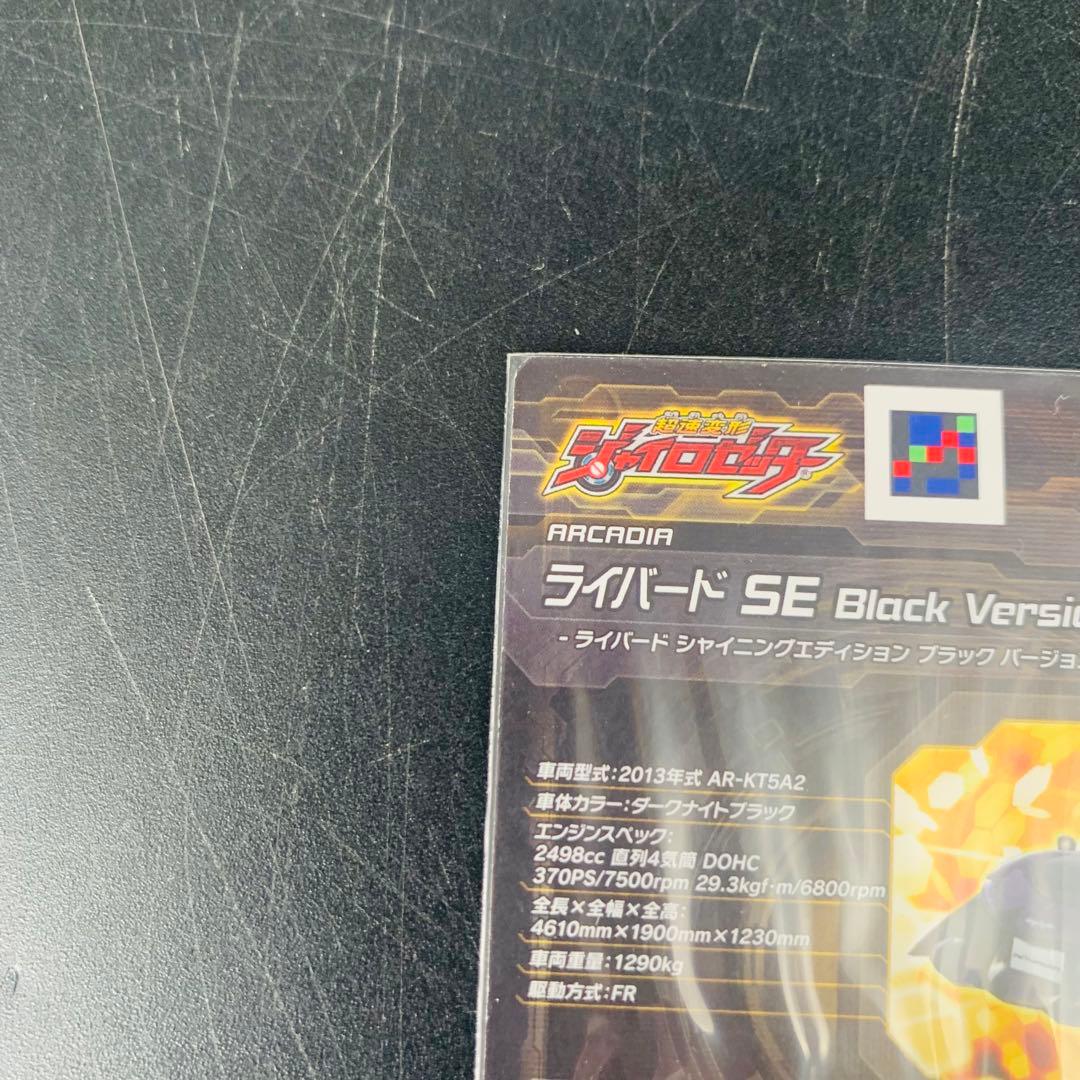 超速変形
ジャイロゼッター
ARCADIA
ライバード SE Black Versi
- ライバード シャイニングエディション ブラック バージョ
車両型式:2013年式 AR-KT5A2
車体カラー:ダークナイトブラック
エンジンスペック:
2498cc 直列4気筒 DOHC
370PS/7500rpm 29.3kgf·m/6800rpm
全長×全幅×全高:
4610mm×1900mm×1230mm
車両重量:1290kg
駆動方式:FR